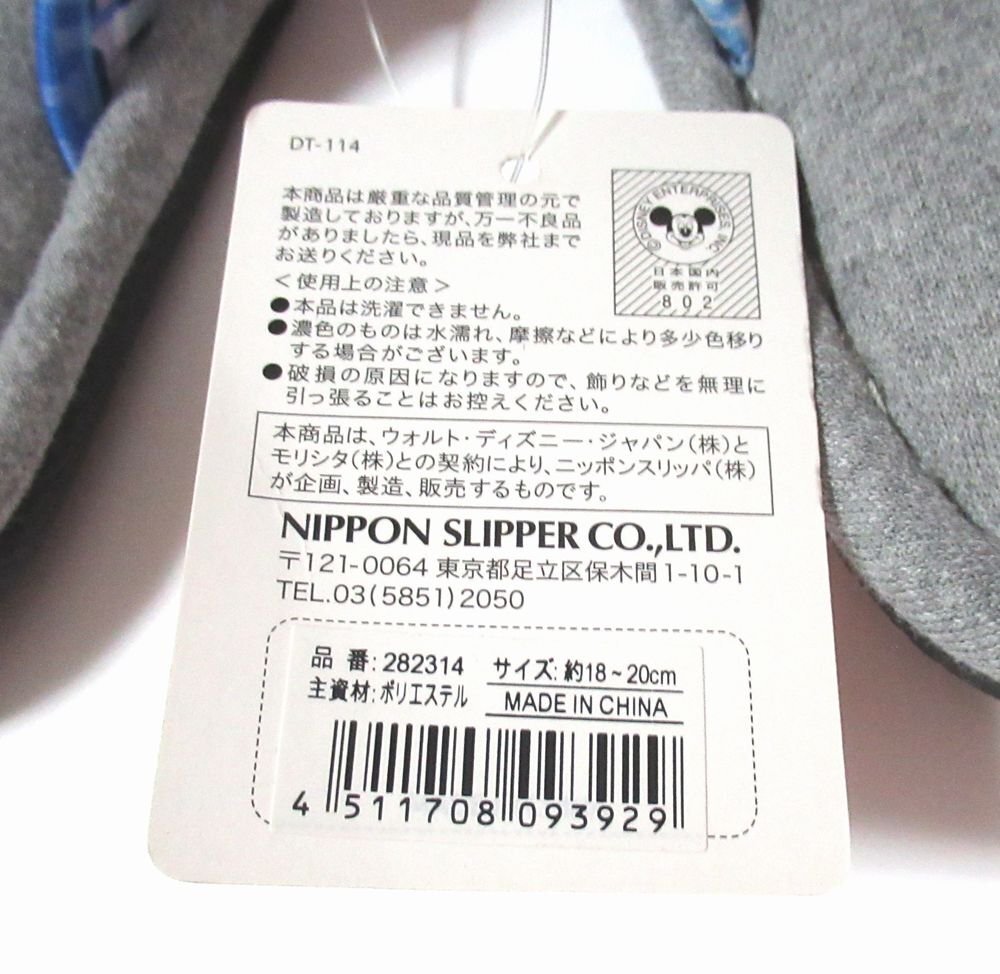 DT-114
本商品は厳重な品質管理の元で
製造しておりますが、万一不良品
がありましたら、現品を弊社まで
お送りください。
©DISNEY ENTERPRISES, INC.
日本国内
販売許可
802
<使用上の注意>
●本品は洗濯できません。
●濃色のものは水濡れ、摩擦などにより多少色移り
する場合がございます。
●破損の原因になりますので、飾りなどを無理に
引っ張ることはお控えください。
本商品は、ウォルト・ディズニー・ジャパン(株)と
モリシタ(株)との契約により、ニッポンスリッパ(株)
が企画、製造、販売するものです。
NIPPON SLIPPER CO.,LTD.
〒121-0064 東京都足立区保木間1-10-1
TEL.03(5851)2050
品 番:282314 サイズ:約18~20cm
主資材:ポリエステル MADE IN CHINA
4 511708 093929